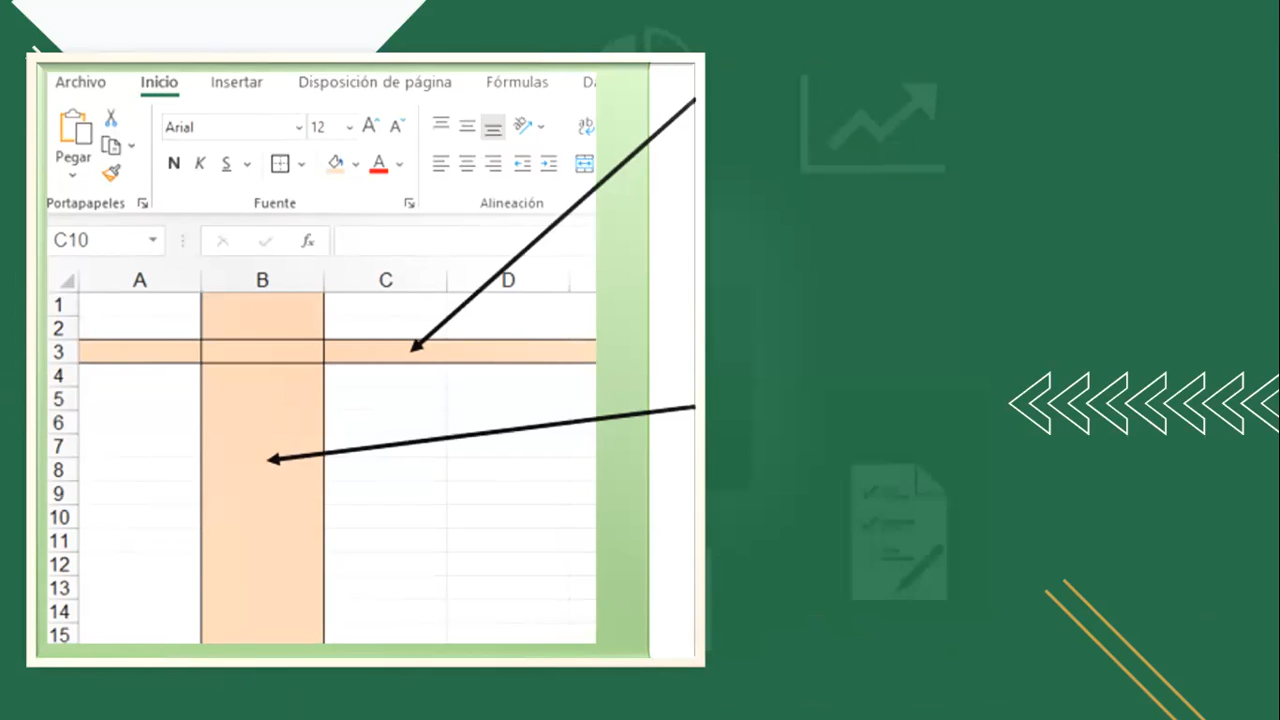 Archivo Inicio Insertar Disposición de página Fórmulas
Arial 12
Pegar
N K S A
Portapapeles Fuente Alineación
C10 fx
A B C D
1
2
3
4
5
6
7
8
9
10
11
12
13
14
15